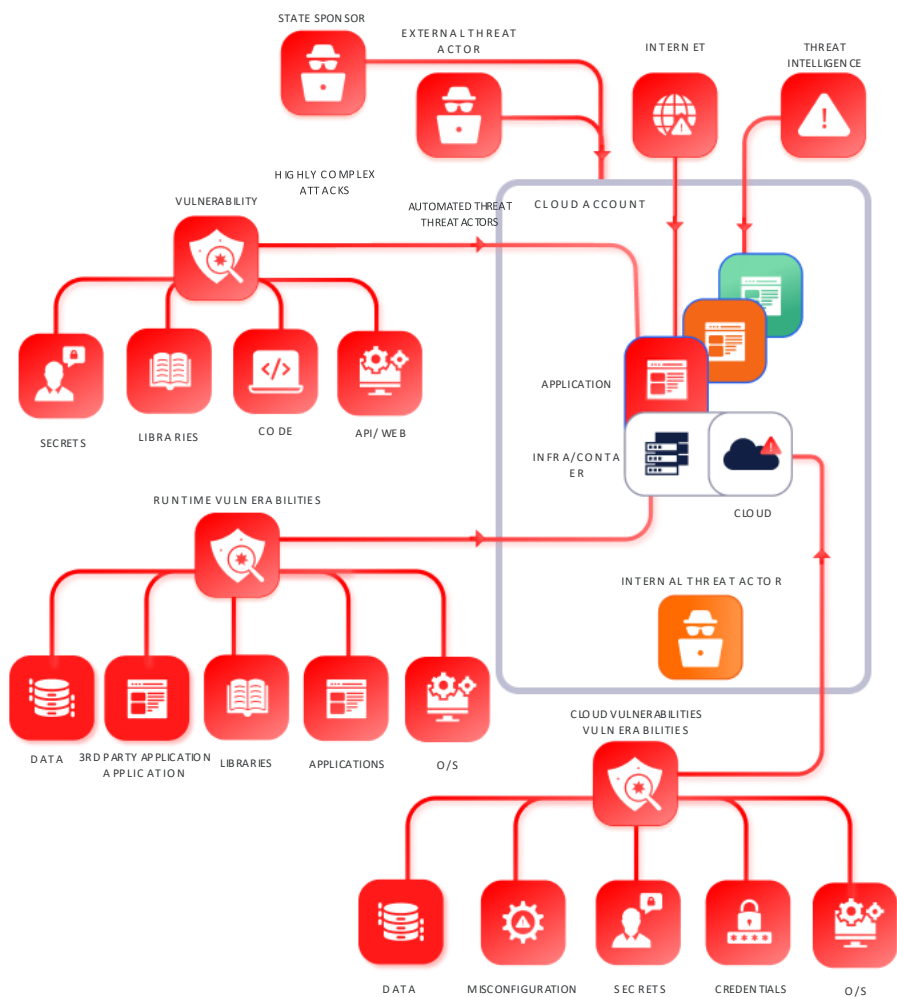 STATE SPONSOR
EXTERNAL THREAT
ACTOR
INTERNET
THREAT
INTELLIGENCE
HIGHLY COMPLEX
ATTACKS
VULNERABILITY
AUTOMATED THREAT
THREAT ACTORS
CLOUD ACCOUNT
APPLICATION
SECRETS
LIBRARIES
CODE
API/WEB
INFRA/CONTA
ER
CLOUD
RUNTIME VULNERABILITIES
INTERNAL THREAT ACTOR
DATA
3RD PARTY APPLICATION
APPLICATION
LIBRARIES
APPLICATIONS
O/S
CLOUD VULNERABILITIES
VULNERABILITIES
DATA
MISCONFIGURATION
SECRETS
CREDENTIALS
O/S